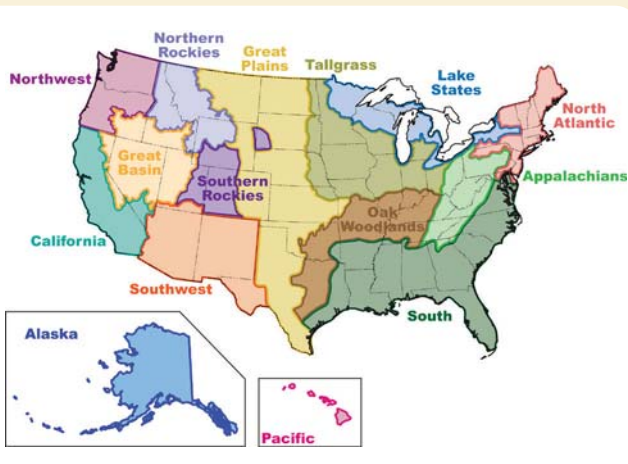 Northern
Rockies
Great
Plains
Tallgrass
Northwest
Lake
States
North
Atlantic
Great
Basin
Southern
Rockies
Appalachians
Oak
Woodlands
California
Southwest
South
Alaska
Pacific